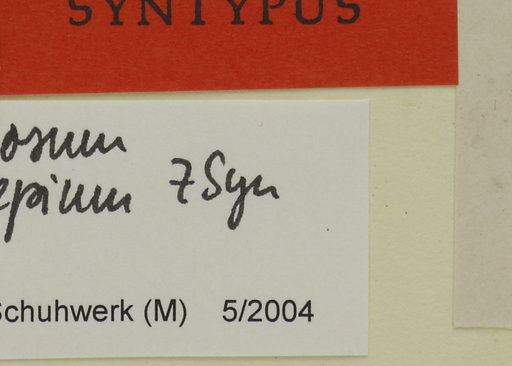 SYNTYPUS
osum
epium 7 Syn
Schuhwerk (M) 5/2004